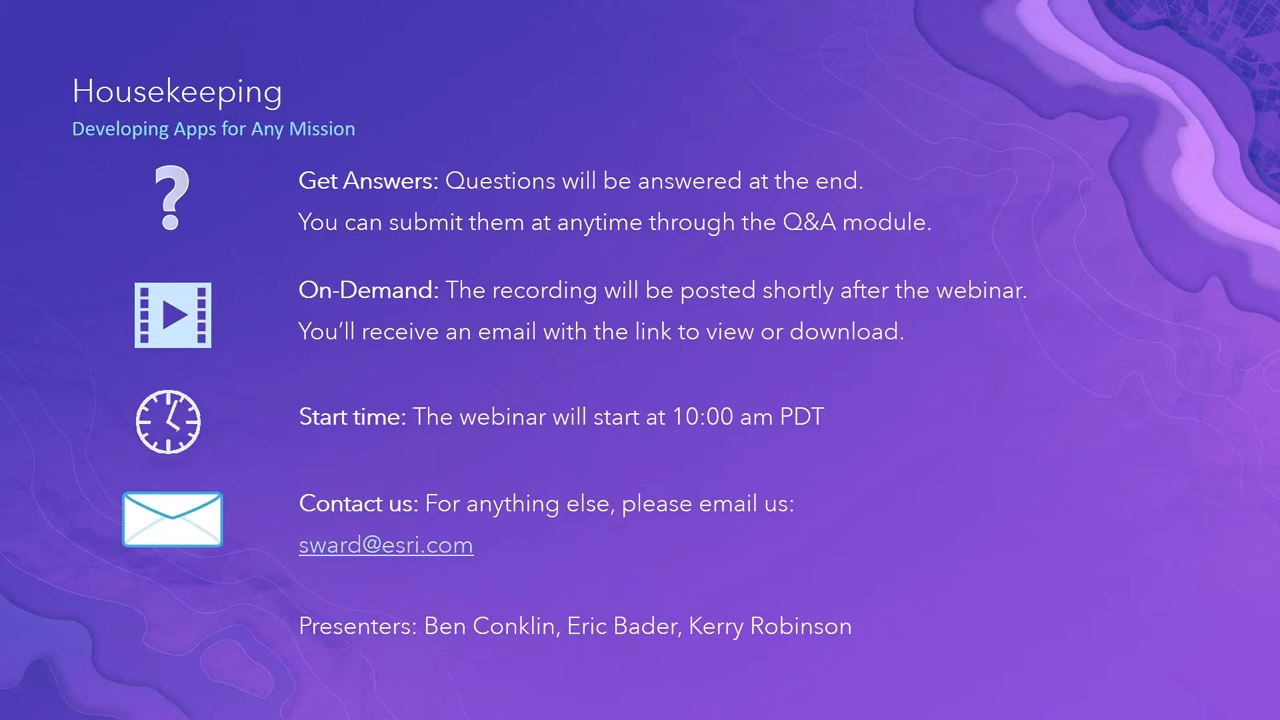 Housekeeping
Developing Apps for Any Mission
Get Answers: Questions will be answered at the end.
You can submit them at anytime through the Q&A module.
On-Demand: The recording will be posted shortly after the webinar.
You’ll receive an email with the link to view or download.
Start time: The webinar will start at 10:00 am PDT
Contact us: For anything else, please email us:
sward@esri.com
Presenters: Ben Conklin, Eric Bader, Kerry Robinson